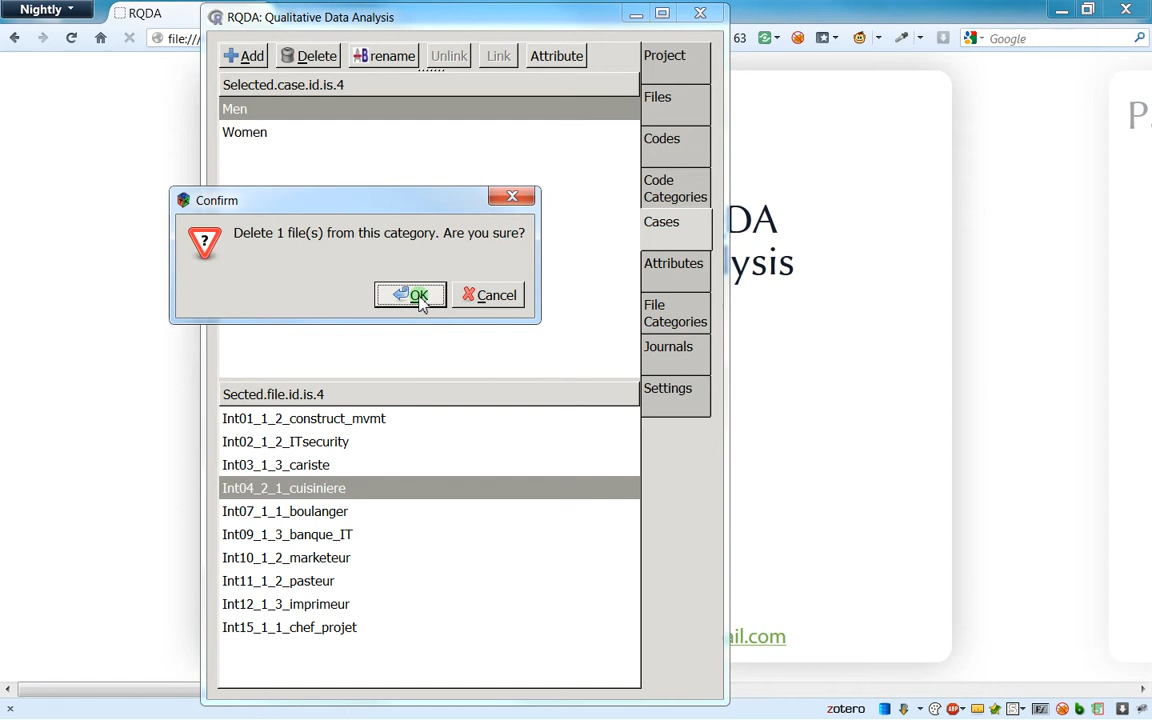 Nightly
RQDA
RQDA: Qualitative Data Analysis
file:///
63
Google
Add
Delete
rename
Unlink
Link
Attribute
Selected.case.id.is.4
Men
Women
Project
Files
Codes
Code
Categories
Cases
Attributes
File
Categories
Journals
Settings
Confirm
Delete 1 file(s) from this category. Are you sure?
OK
Cancel
Sected.file.id.is.4
Int01_1_2_construct_mvmt
Int02_1_2_ITsecurity
Int03_1_3_cariste
Int04_2_1_cuisiniere
Int07_1_1_boulanger
Int09_1_3_banque_IT
Int10_1_2_marketeur
Int11_1_2_pasteur
Int12_1_3_imprimeur
Int15_1_1_chef_projet
DA
ysis
ail.com
P
zotero